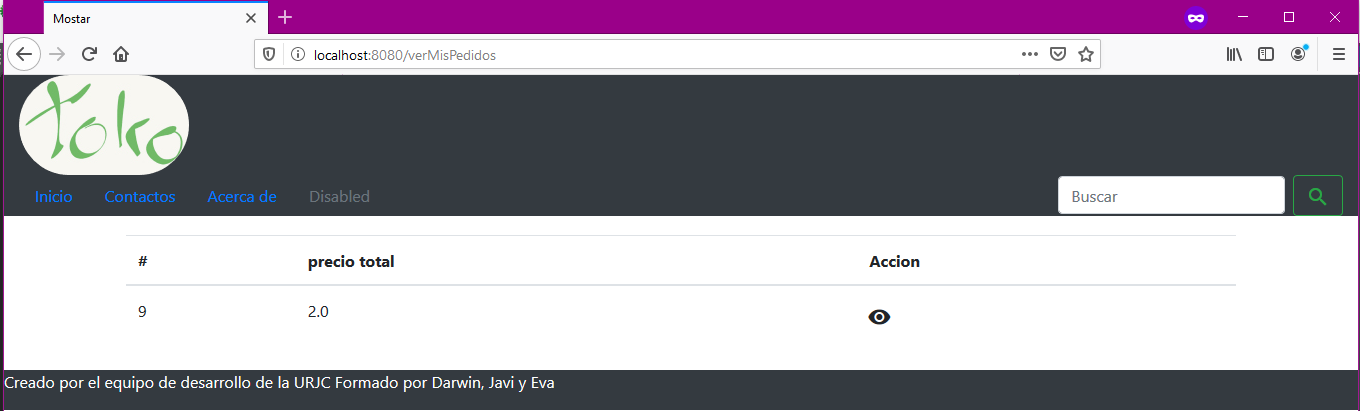 Mostar
localhost:8080/verMisPedidos
toko
Inicio Contactos Acerca de Disabled Buscar
# precio total Accion
9 2.0
Creado por el equipo de desarrollo de la URJC Formado por Darwin, Javi y Eva